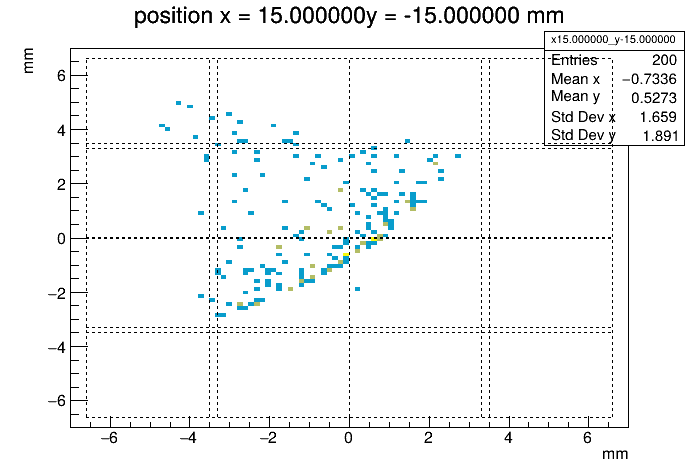 position x = 15.000000y = -15.000000 mm
x15.000000_y-15.000000
Entries 200
Mean x −0.7336
Mean y 0.5273
Std Dev x 1.659
Std Dev y 1.891
mm
6
4
2
0
−2
−4
−6
−6 −4 −2 0 2 4 6
mm